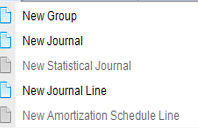 New Group
New Journal
New Statistical Journal
New Journal Line
New Amortization Schedule Line